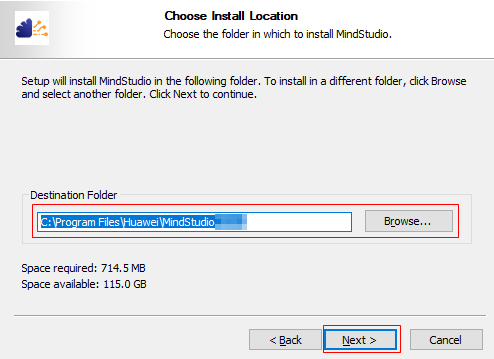 Choose Install Location
Choose the folder in which to install MindStudio.
Setup will install MindStudio in the following folder. To install in a different folder, click Browse
and select another folder. Click Next to continue.
Destination Folder
C:\Program Files\Huawei\MindStudio
Browse...
Space required: 714.5 MB
Space available: 115.0 GB
< Back
Next >
Cancel